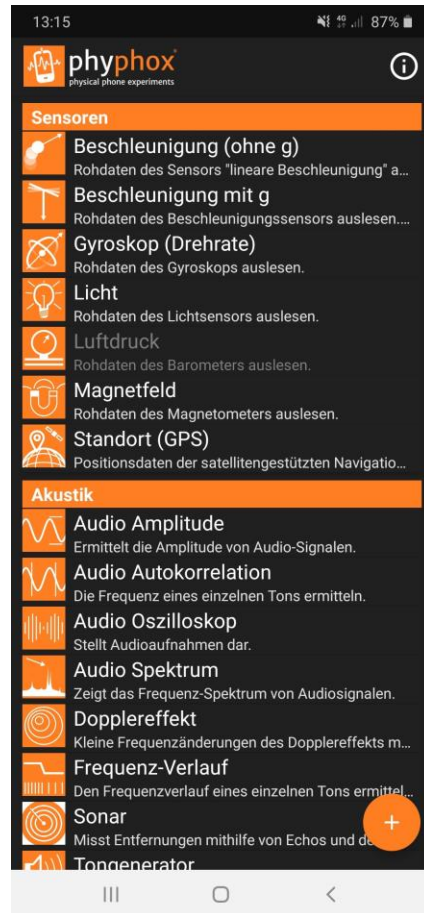 13:15
4G
87%
phyphox
physical phone experiments
Sensoren
Beschleunigung (ohne g)
Rohdaten des Sensors "lineare Beschleunigung" a...
Beschleunigung mit g
Rohdaten des Beschleunigungssensors auslesen....
Gyroskop (Drehrate)
Rohdaten des Gyroskops auslesen.
Licht
Rohdaten des Lichtsensors auslesen.
Luftdruck
Rohdaten des Barometers auslesen.
Magnetfeld
Rohdaten des Magnetometers auslesen.
Standort (GPS)
Positionsdaten der satellitengestützten Navigatio...
Akustik
Audio Amplitude
Ermittelt die Amplitude von Audio-Signalen.
Audio Autokorrelation
Die Frequenz eines einzelnen Tons ermitteln.
Audio Oszilloskop
Stellt Audioaufnahmen dar.
Audio Spektrum
Zeigt das Frequenz-Spektrum von Audiosignalen.
Dopplereffekt
Kleine Frequenzänderungen des Dopplereffekts m...
Frequenz-Verlauf
Den Frequenzverlauf eines einzelnen Tons ermittel...
Sonar
Misst Entfernungen mithilfe von Echos und
Tongenerator